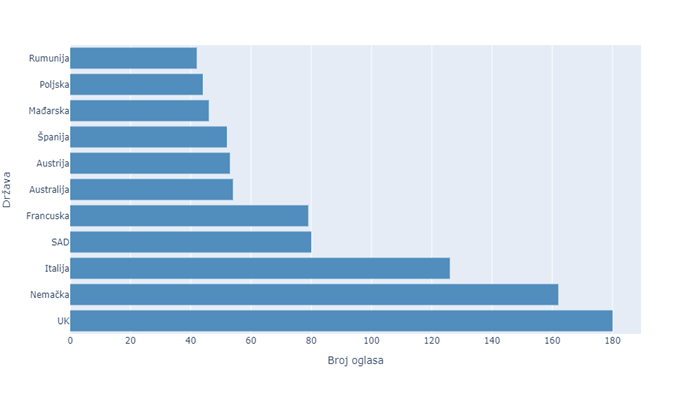 Država
Rumunija
Poljska
Mađarska
Španija
Austrija
Australija
Francuska
SAD
Italija
Nemačka
UK
0 20 40 60 80 100 120 140 160 180
Broj oglasa